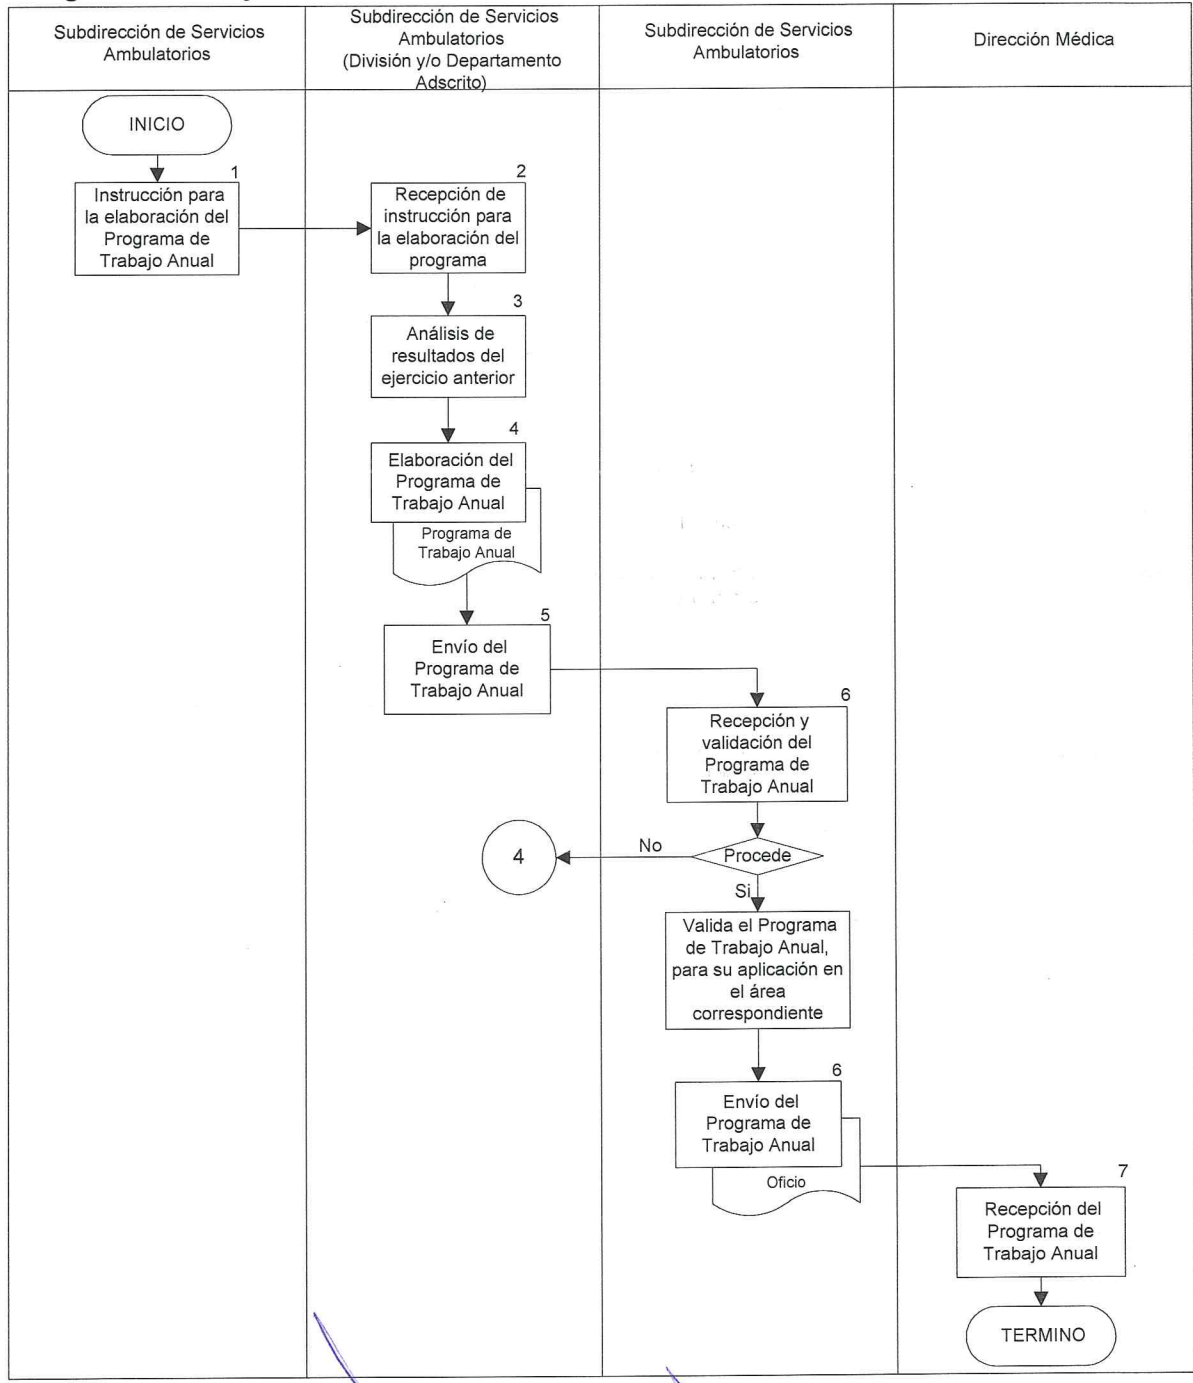 Subdirección de Servicios
Ambulatorios
Subdirección de Servicios
Ambulatorios
(División y/o Departamento
Adscrito)
Subdirección de Servicios
Ambulatorios
Dirección Médica
INICIO
1
Instrucción para
la elaboración del
Programa de
Trabajo Anual
2
Recepción de
instrucción para
la elaboración del
programa
3
Análisis de
resultados del
ejercicio anterior
4
Elaboración del
Programa de
Trabajo Anual
Programa de
Trabajo Anual
5
Envío del
Programa de
Trabajo Anual
6
Recepción y
validación del
Programa de
Trabajo Anual
Procede
No
4
Si
Valida el Programa
de Trabajo Anual,
para su aplicación en
el área
correspondiente
6
Envío del
Programa de
Trabajo Anual
Oficio
7
Recepción del
Programa de
Trabajo Anual
TERMINO